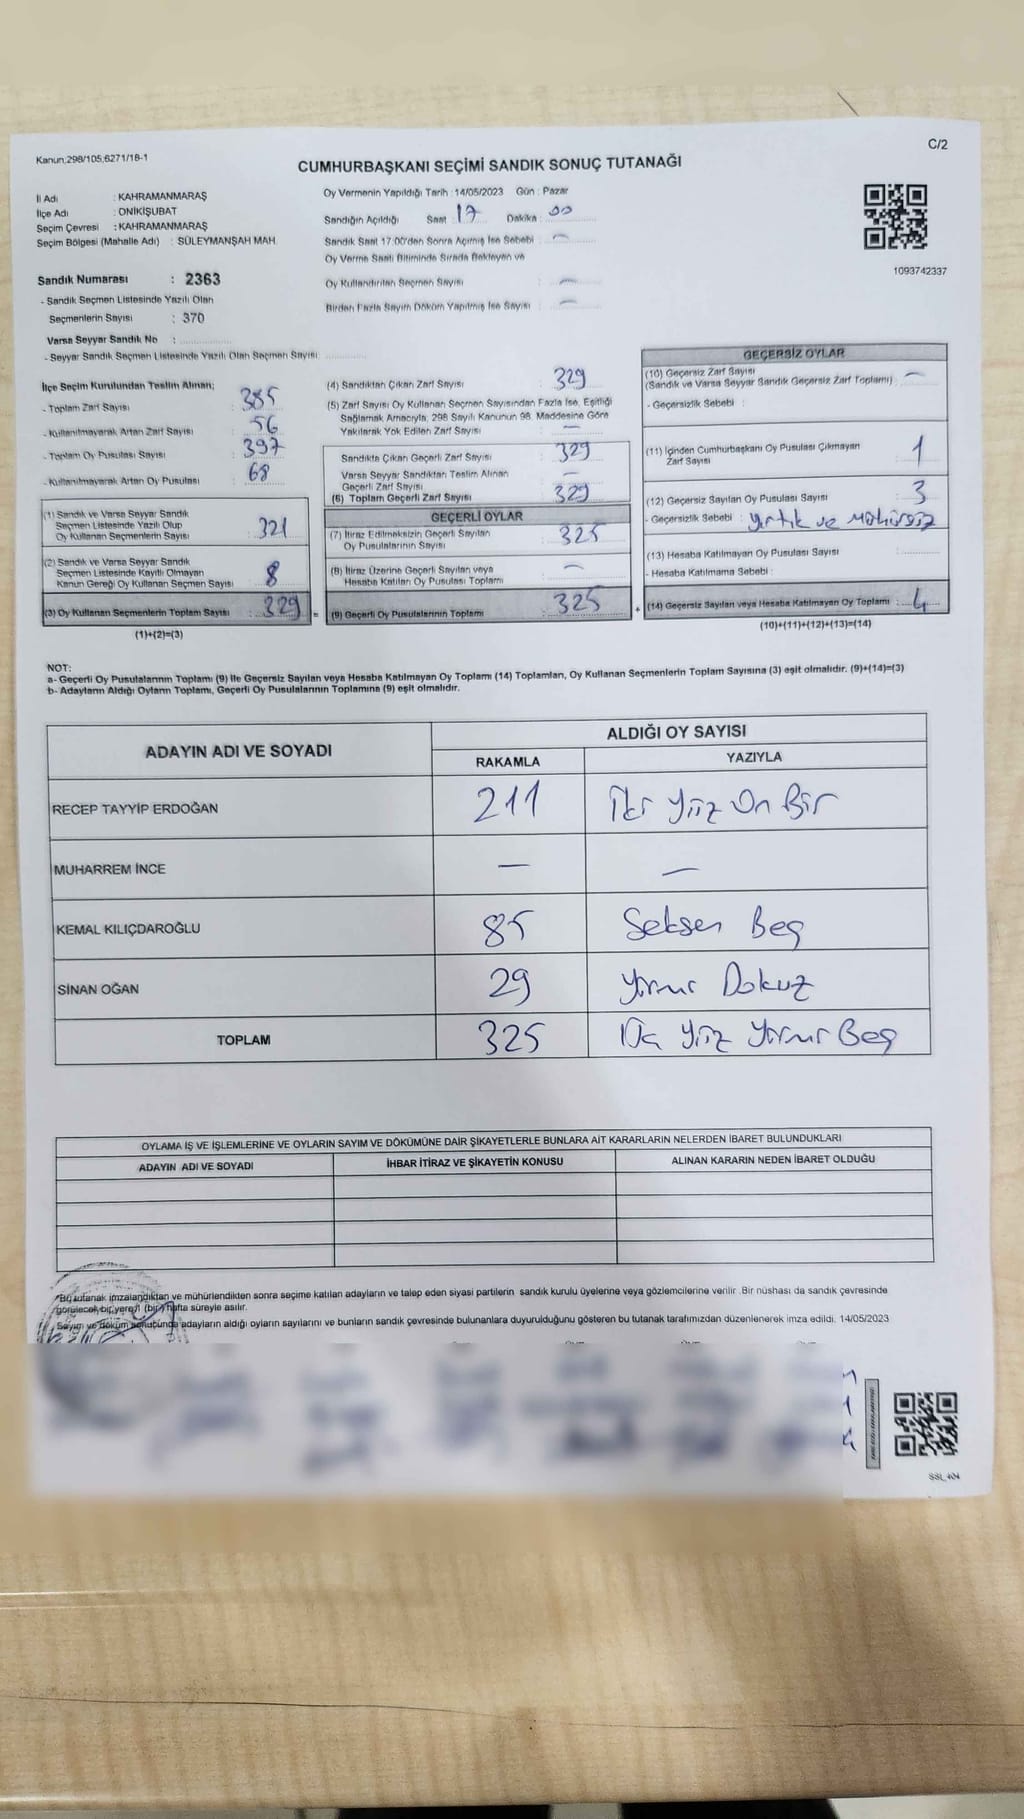 Kanun,298/105,6271/18-1
C/2
CUMHURBAŞKANI SEÇİMİ SANDIK SONUÇ TUTANAĞI
İl Adı : KAHRAMANMARAŞ
İlçe Adı : ONİKİŞUBAT
Seçim Çevresi : KAHRAMANMARAŞ
Seçim Bölgesi (Mahalle Adı) : SÜLEYMANŞAH MAH.
Oy Vermenin Yapıldığı Tarih : 14/05/2023 Gün : Pazar
Sandığın Açıldığı Saat : 17 Dakika : 00
Sandık Saat 17:00'den Sonra Açılmış İse Sebebi : —
Oy Verme Saati Bitiminde Sırada Bekleyen ve
Oy Kullandırılan Seçmen Sayısı : —
Birden Fazla Sayım Döküm Yapılmış İse Sayısı : —
1093742337
Sandık Numarası : 2363
- Sandık Seçmen Listesinde Yazılı Olan
Seçmenlerin Sayısı : 370
Varsa Seyyar Sandık No :
- Seyyar Sandık Seçmen Listesinde Yazılı Olan Seçmen Sayısı:
İlçe Seçim Kurulundan Teslim Alınan;
- Toplam Zarf Sayısı : 385
- Kullanılmayarak Artan Zarf Sayısı : 56
- Toplam Oy Pusulası Sayısı : 397
- Kullanılmayarak Artan Oy Pusulası : 68
(1) Sandık ve Varsa Seyyar Sandık
Seçmen Listesinde Yazılı Olup
Oy Kullanan Seçmenlerin Sayısı : 321
(2) Sandık ve Varsa Seyyar Sandık
Seçmen Listesinde Kayıtlı Olmayan
Kanun Gereği Oy Kullanan Seçmen Sayısı : 8
(3) Oy Kullanan Seçmenlerin Toplam Sayısı : 329 =
(1)+(2)=(3)
(4) Sandıktan Çıkan Zarf Sayısı : 329
(5) Zarf Sayısı Oy Kullanan Seçmen Sayısından Fazla İse, Eşitliği
Sağlamak Amacıyla, 298 Sayılı Kanunun 98. Maddesine Göre
Yakılarak Yok Edilen Zarf Sayısı : —
Sandıkta Çıkan Geçerli Zarf Sayısı : 329
Varsa Seyyar Sandıktan Teslim Alınan
Geçerli Zarf Sayısı : —
(6) Toplam Geçerli Zarf Sayısı : 329
GEÇERLİ OYLAR
(7) İtiraz Edilmeksizin Geçerli Sayılan
Oy Pusulalarının Sayısı : 325
(8) İtiraz Üzerine Geçerli Sayılan veya
Hesaba Katılan Oy Pusulası Toplamı : —
(9) Geçerli Oy Pusulalarının Toplamı : 325 +
GEÇERSİZ OYLAR
(10) Geçersiz Zarf Sayısı
(Sandık ve Varsa Seyyar Sandık Geçersiz Zarf Toplamı) : —
- Geçersizlik Sebebi :
(11) İçinden Cumhurbaşkanı Oy Pusulası Çıkmayan
Zarf Sayısı : 1
(12) Geçersiz Sayılan Oy Pusulası Sayısı : 3
- Geçersizlik Sebebi : yırtık ve mühürsüz
(13) Hesaba Katılmayan Oy Pusulası Sayısı :
- Hesaba Katılmama Sebebi :
(14) Geçersiz Sayılan veya Hesaba Katılmayan Oy Toplamı : 4
(10)+(11)+(12)+(13)=(14)
NOT:
a- Geçerli Oy Pusulalarının Toplamı (9) İle Geçersiz Sayılan veya Hesaba Katılmayan Oy Toplamı (14) Toplamları, Oy Kullanan Seçmenlerin Toplam Sayısına (3) eşit olmalıdır. (9)+(14)=(3)
b- Adayların Aldığı Oyların Toplamı, Geçerli Oy Pusulalarının Toplamına (9) eşit olmalıdır.
ADAYIN ADI VE SOYADI
ALDIĞI OY SAYISI
RAKAMLA YAZIYLA
RECEP TAYYİP ERDOĞAN 211 İki Yüz On Bir
MUHARREM İNCE — —
KEMAL KILIÇDAROĞLU 85 Seksen Beş
SİNAN OĞAN 29 Yirmi Dokuz
TOPLAM 325 Üç Yüz Yirmi Beş
OYLAMA İŞ VE İŞLEMLERİNE VE OYLARIN SAYIM VE DÖKÜMÜNE DAİR ŞİKAYETLERLE BUNLARA AİT KARARLARIN NELERDEN İBARET BULUNDUKLARI
ADAYIN ADI VE SOYADI İHBAR İTİRAZ VE ŞİKAYETİN KONUSU ALINAN KARARIN NEDEN İBARET OLDUĞU
*Bu tutanak imzalandıktan ve mühürlendikten sonra seçime katılan adayların ve talep eden siyasi partilerin sandık kurulu üyelerine veya gözlemcilerine verilir. Bir nüshası da sandık çevresinde
görülecek bir yere (bir) hafta süreyle asılır.
Sayım ve döküm sonucunda adayların aldığı oyların sayılarını ve bunların sandık çevresinde bulunanlara duyurulduğunu gösteren bu tutanak tarafımızdan düzenlenerek imza edildi. 14/05/2023
SSL_404